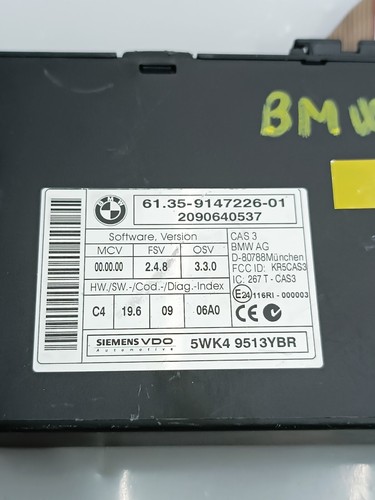 BMW
BMW
61.35-9147226-01
2090640537
Software, Version
MCV FSV OSV
00.00.00 2.4.8 3.3.0
HW./SW.-/Cod.-/Diag.-Index
C4 19.6 09 06A0
CAS 3
BMW AG
D-80788München
FCC ID: KR5CAS3
IC: 267 T - CAS3
E24 116RI - 000003
CE
SIEMENS VDO
Automotive
5WK4 9513YBR